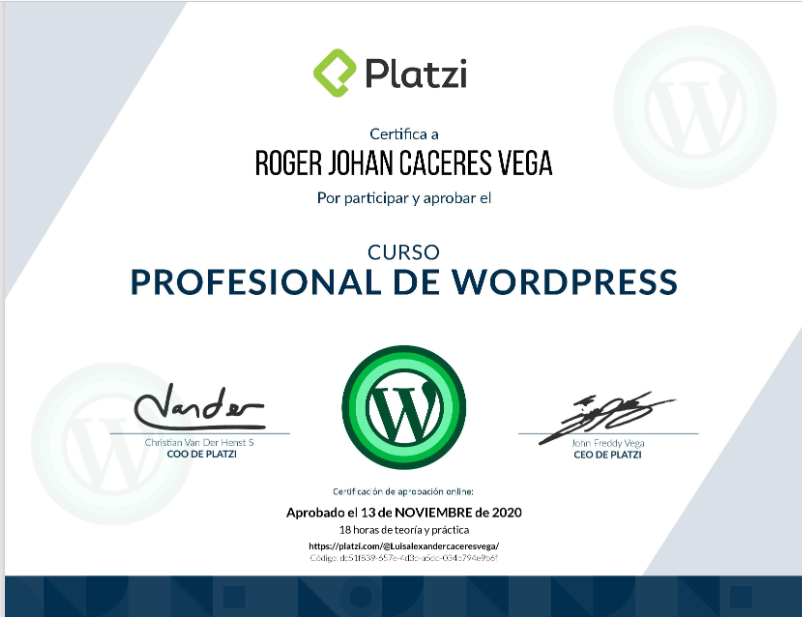 Platzi
Certifica a
ROGER JOHAN CACERES VEGA
Por participar y aprobar el
CURSO
PROFESIONAL DE WORDPRESS
Vander
Christian Van Der Henst S
COO DE PLATZI
John Freddy Vega
CEO DE PLATZI
Certificación de aprobación online:
Aprobado el 13 de NOVIEMBRE de 2020
18 horas de teoría y práctica
https://platzi.com/@Luisalexandercaceresvega/
Código: